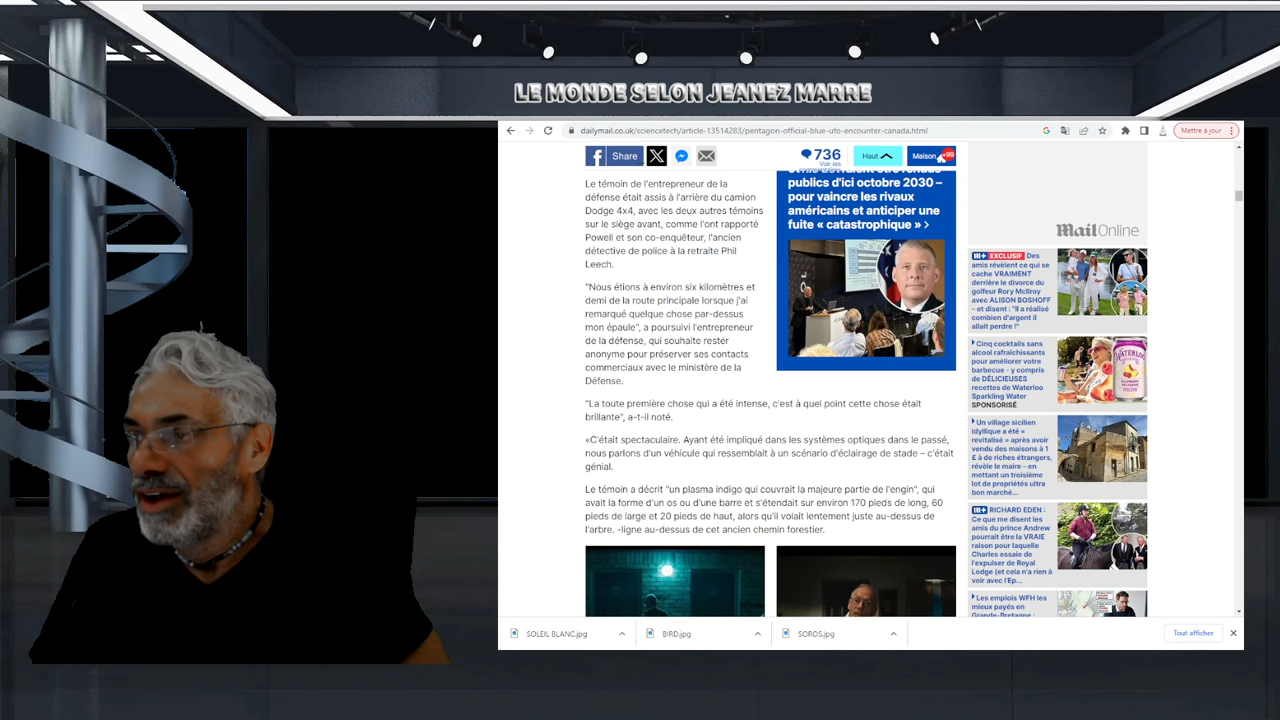 LE MONDE SELON JEANEZ MARRE
dailymail.co.uk/sciencetech/article-13514283/pentagon-official-blue-ufo-encounter-canada.html
Mettre à jour
Share
736
Voir les
Haut
Maison
+99
Le témoin de l'entrepreneur de la
défense était assis à l'arrière du camion
Dodge 4x4, avec les deux autres témoins
sur le siège avant, comme l'ont rapporté
Powell et son co-enquêteur, l'ancien
détective de police à la retraite Phil
Leech.
"Nous étions à environ six kilomètres et
demi de la route principale lorsque j'ai
remarqué quelque chose par-dessus
mon épaule", a poursuivi l'entrepreneur
de la défense, qui souhaite rester
anonyme pour préserver ses contacts
commerciaux avec le ministère de la
Défense.
publics d'ici octobre 2030 –
pour vaincre les rivaux
américains et anticiper une
fuite « catastrophique » >
"La toute première chose qui a été intense, c'est à quel point cette chose était
brillante", a-t-il noté.
«C'était spectaculaire. Ayant été impliqué dans les systèmes optiques dans le passé,
nous parlons d'un véhicule qui ressemblait à un scénario d'éclairage de stade – c'était
génial.
Le témoin a décrit "un plasma indigo qui couvrait la majeure partie de l'engin", qui
avait la forme d'un os ou d'une barre et s'étendait sur environ 170 pieds de long, 60
pieds de large et 20 pieds de haut, alors qu'il volait lentement juste au-dessus de
l'arbre. -ligne au-dessus de cet ancien chemin forestier.
Mail Online
m+ EXCLUSIF Des
amis révèlent ce qui se
cache VRAIMENT
derrière le divorce du
golfeur Rory McIlroy
avec ALISON BOSHOFF
- et disent : "Il a réalisé
combien d'argent il
allait perdre !"
Cinq cocktails sans
alcool rafraîchissants
pour améliorer votre
barbecue - y compris
de DÉLICIEUSES
recettes de Waterloo
Sparkling Water
SPONSORISÉ
Un village sicilien
idyllique a été «
revitalisé » après avoir
vendu des maisons à 1
£ à de riches étrangers,
révèle le maire – en
mettant un troisième
lot de propriétés ultra
bon marché...
m+ RICHARD EDEN :
Ce que me disent les
amis du prince Andrew
pourrait être la VRAIE
raison pour laquelle
Charles essaie de
l'expulser de Royal
Lodge (et cela n'a rien à
voir avec l'Ep...
Les emplois WFH les
mieux payés en
Grande-Bretagne :
SOLEIL BLANC.jpg
BIRD.jpg
SOROS.jpg
Tout afficher